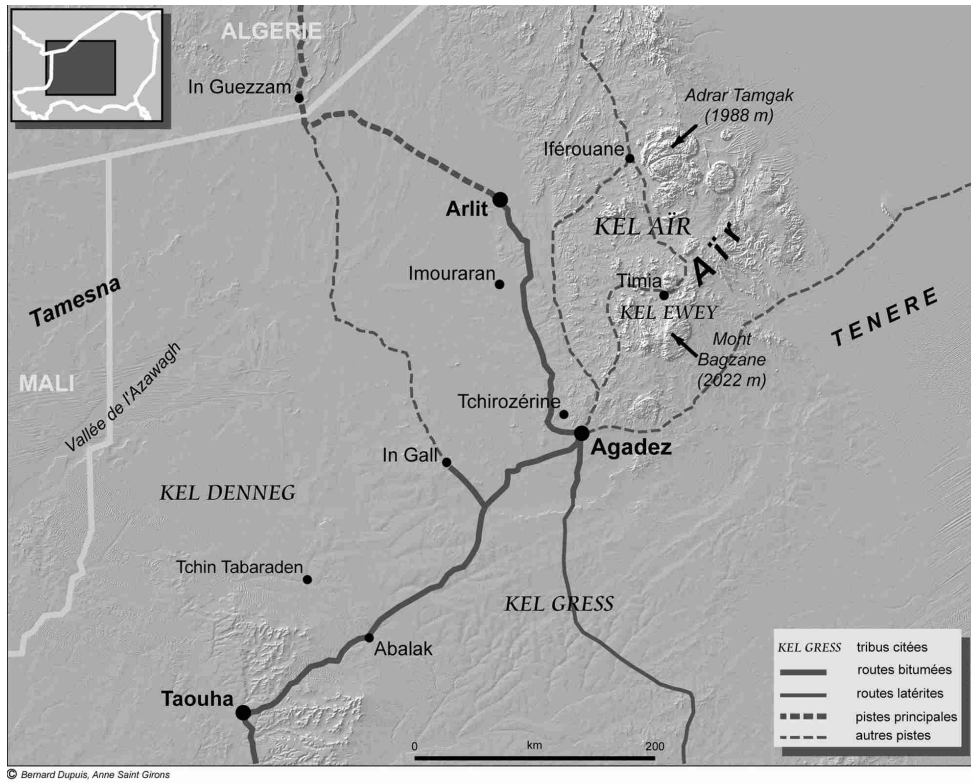 ALGERIE
In Guezzam
Adrar Tamgak
(1988 m)
Iférouane
Arlit
KEL AÏR
Aïr
Imouraran
Timia
KEL EWEY
Tamesna
TENERE
Mont
Bagzane
(2022 m)
MALI
Vallée de l'Azawagh
Tchirozérine
Agadez
In Gall
KEL DENNEG
Tchin Tabaraden
KEL GRESS
Abalak
Taouha
KEL GRESS tribus citées
routes bitumées
routes latérites
pistes principales
autres pistes
0 km 200
© Bernard Dupuis, Anne Saint Girons